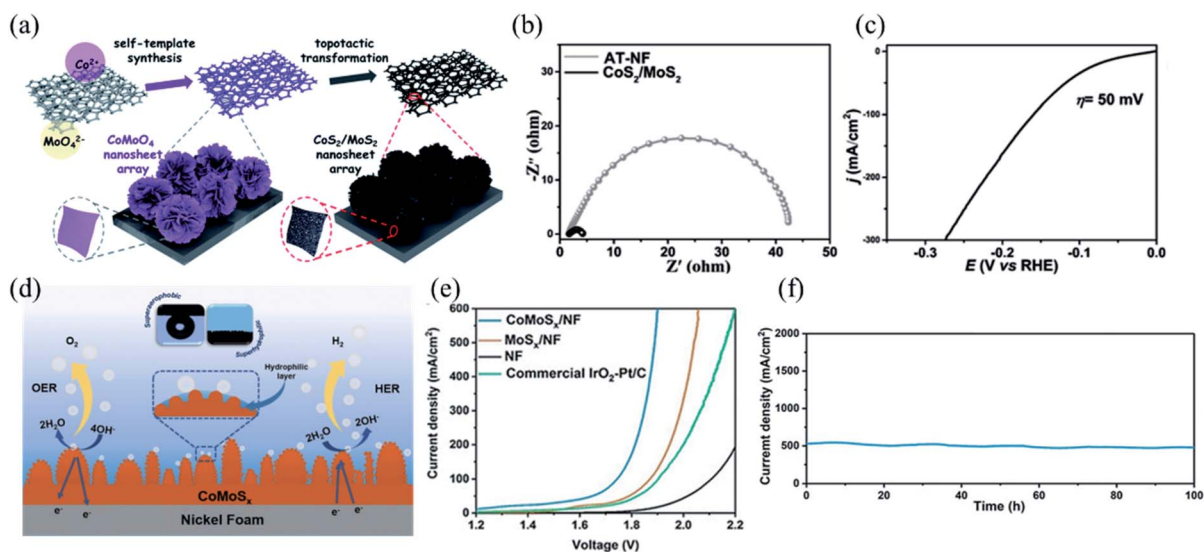 (a)
self-template
synthesis
topotactic
transformation
Co²⁺
MoO₄²⁻
CoMoO₄
nanosheet
array
CoS₂/MoS₂
nanosheet
array
(b)
AT-NF
CoS₂/MoS₂
-Z″ (ohm)
30
20
10
0
0 10 20 30 40 50
Z′ (ohm)
(c)
η= 50 mV
j (mA/cm²)
0
-100
-200
-300
-0.3 -0.2 -0.1 0.0
E (V vs RHE)
(d)
Superaerophobic
Superhydrophilic
O₂
H₂
OER
HER
Hydrophilic
layer
2H₂O
4OH⁻
2H₂O
2OH⁻
CoMoSₓ
e⁻ e⁻ e⁻ e⁻
Nickel Foam
(e)
CoMoSₓ/NF
MoSₓ/NF
NF
Commercial IrO₂-Pt/C
Current density (mA/cm²)
600
500
400
300
200
100
0
1.2 1.4 1.6 1.8 2.0 2.2
Voltage (V)
(f)
Current density (mA/cm²)
2000
1500
1000
500
0
0 20 40 60 80 100
Time (h)